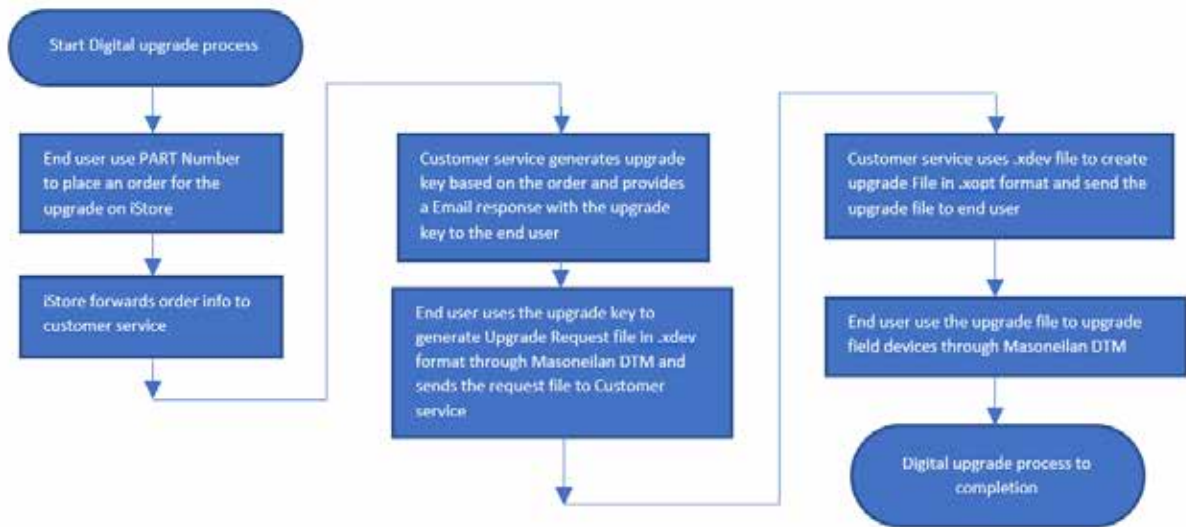 Start Digital upgrade process
End user use PART Number
to place an order for the
upgrade on iStore
iStore forwards order info to
customer service
Customer service generates upgrade
key based on the order and provides
a Email response with the upgrade
key to the end user
End user uses the upgrade key to
generate Upgrade Request file in .xdev
format through Masoneilan DTM and
sends the request file to Customer
service
Customer service uses .xdev file to create
upgrade File in .xopt format and send the
upgrade file to end user
End user use the upgrade file to upgrade
field devices through Masoneilan DTM
Digital upgrade process to
completion